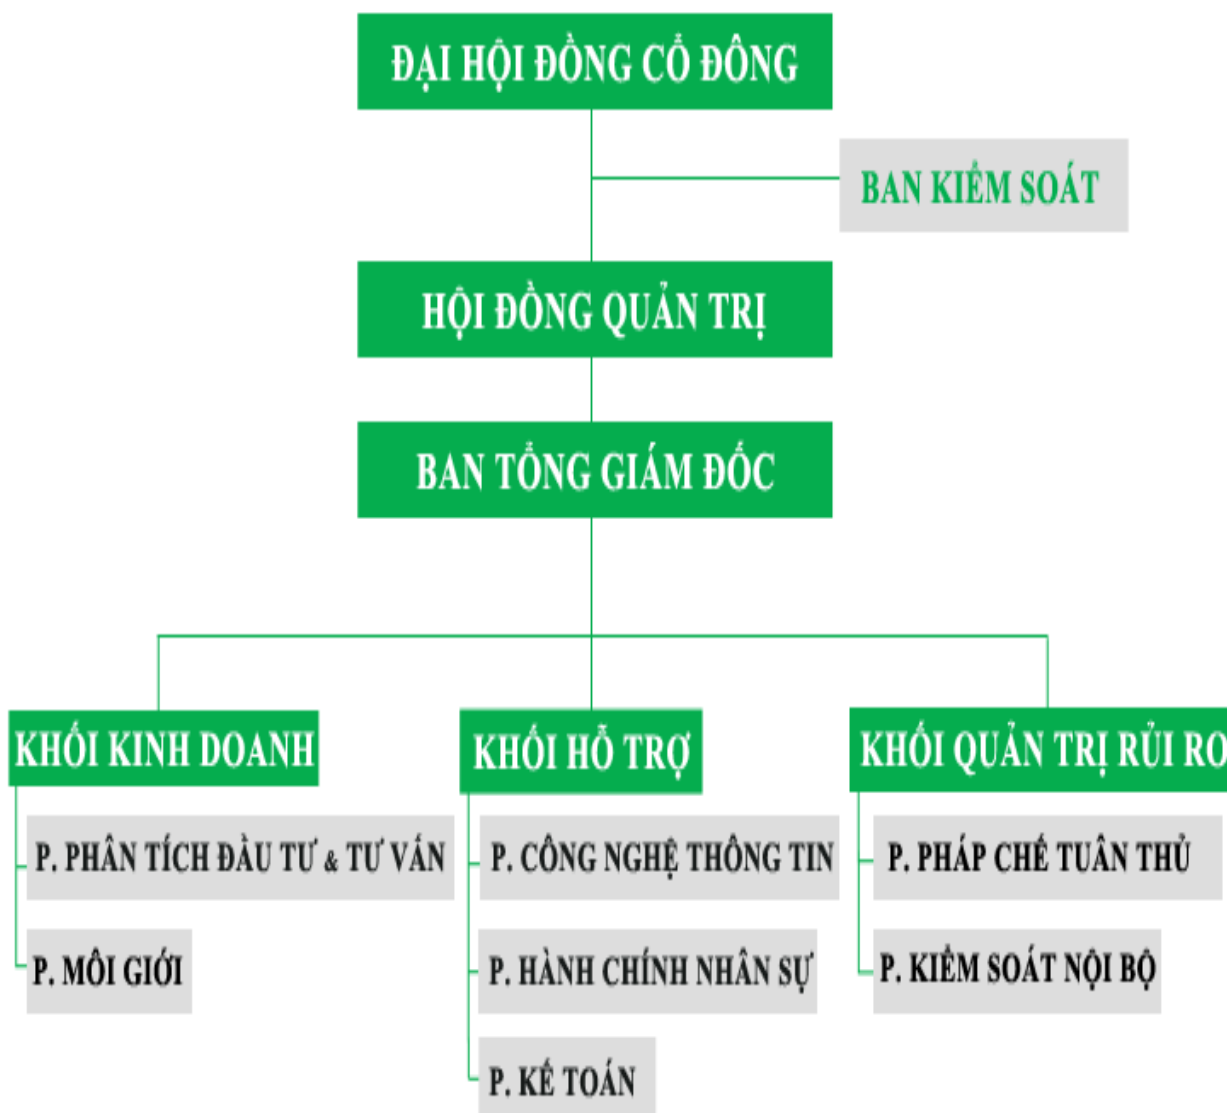 ĐẠI HỘI ĐỒNG CỔ ĐÔNG
BAN KIỂM SOÁT
HỘI ĐỒNG QUẢN TRỊ
BAN TỔNG GIÁM ĐỐC
KHỐI KINH DOANH
P. PHÂN TÍCH ĐẦU TƯ & TƯ VẤN
P. MÔI GIỚI
KHỐI HỖ TRỢ
P. CÔNG NGHỆ THÔNG TIN
P. HÀNH CHÍNH NHÂN SỰ
P. KẾ TOÁN
KHỐI QUẢN TRỊ RỦI RO
P. PHÁP CHẾ TUÂN THỦ
P. KIỂM SOÁT NỘI BỘ